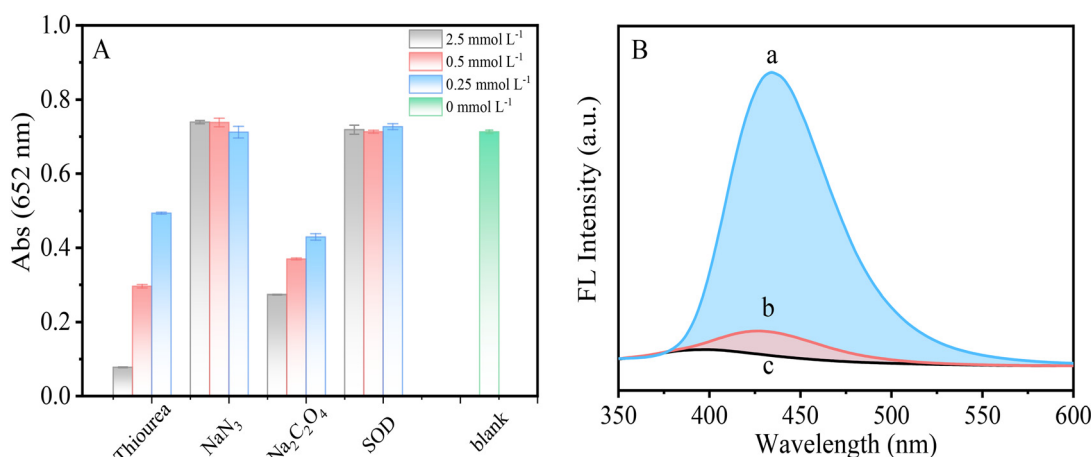 A
2.5 mmol L⁻¹
0.5 mmol L⁻¹
0.25 mmol L⁻¹
0 mmol L⁻¹
Abs (652 nm)
1.0
0.8
0.6
0.4
0.2
0.0
Thiourea
NaN₃
Na₂C₂O₄
SOD
blank
B
a
b
c
FL Intensity (a.u.)
350 400 450 500 550 600
Wavelength (nm)